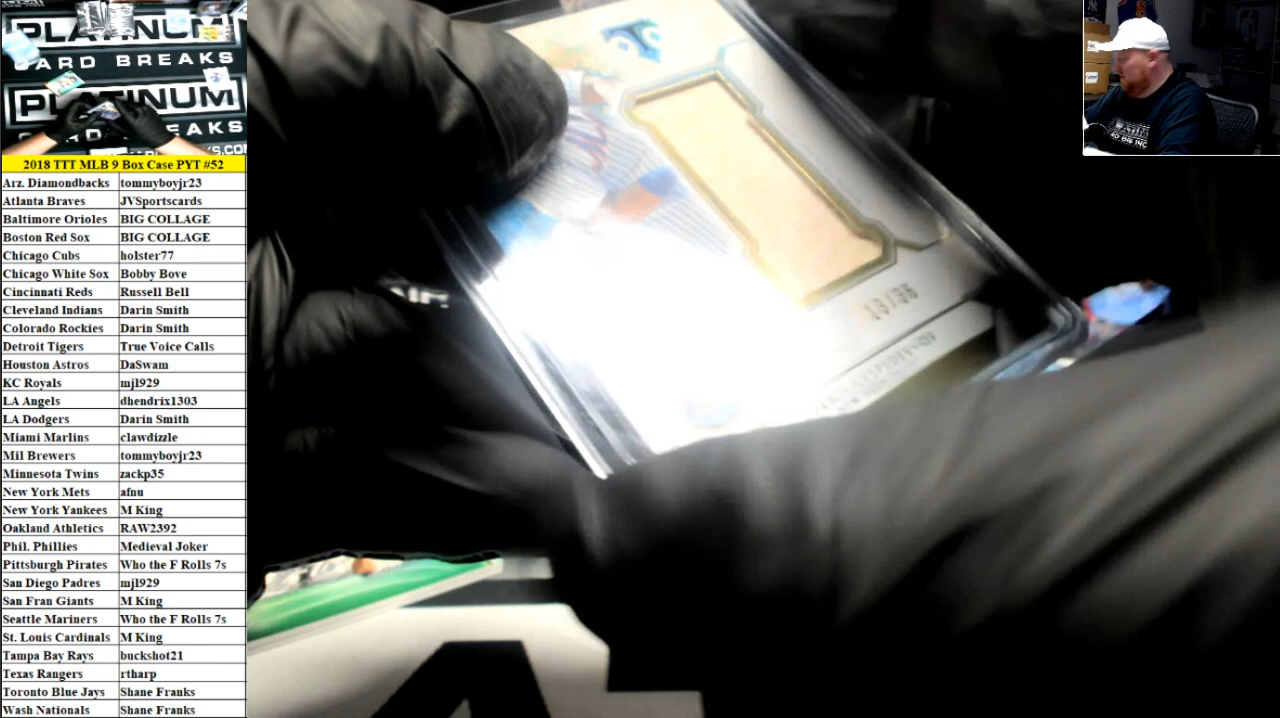 PLATINUM
CARD BREAKS
PLATINUM
2018 TTT MLB 9 Box Case PYT #52
Arz. Diamondbacks tommyboyjr23
Atlanta Braves JVSportscards
Baltimore Orioles BIG COLLAGE
Boston Red Sox BIG COLLAGE
Chicago Cubs holster77
Chicago White Sox Bobby Bove
Cincinnati Reds Russell Bell
Cleveland Indians Darin Smith
Colorado Rockies Darin Smith
Detroit Tigers True Voice Calls
Houston Astros DaSwam
KC Royals mjl929
LA Angels dhendrix1303
LA Dodgers Darin Smith
Miami Marlins clawdizzle
Mil Brewers tommyboyjr23
Minnesota Twins zackp35
New York Mets afnu
New York Yankees M King
Oakland Athletics RAW2392
Phil. Phillies Medieval Joker
Pittsburgh Pirates Who the F Rolls 7s
San Diego Padres mjl929
San Fran Giants M King
Seattle Mariners Who the F Rolls 7s
St. Louis Cardinals M King
Tampa Bay Rays buckshot21
Texas Rangers rtharp
Toronto Blue Jays Shane Franks
Wash Nationals Shane Franks
13/36